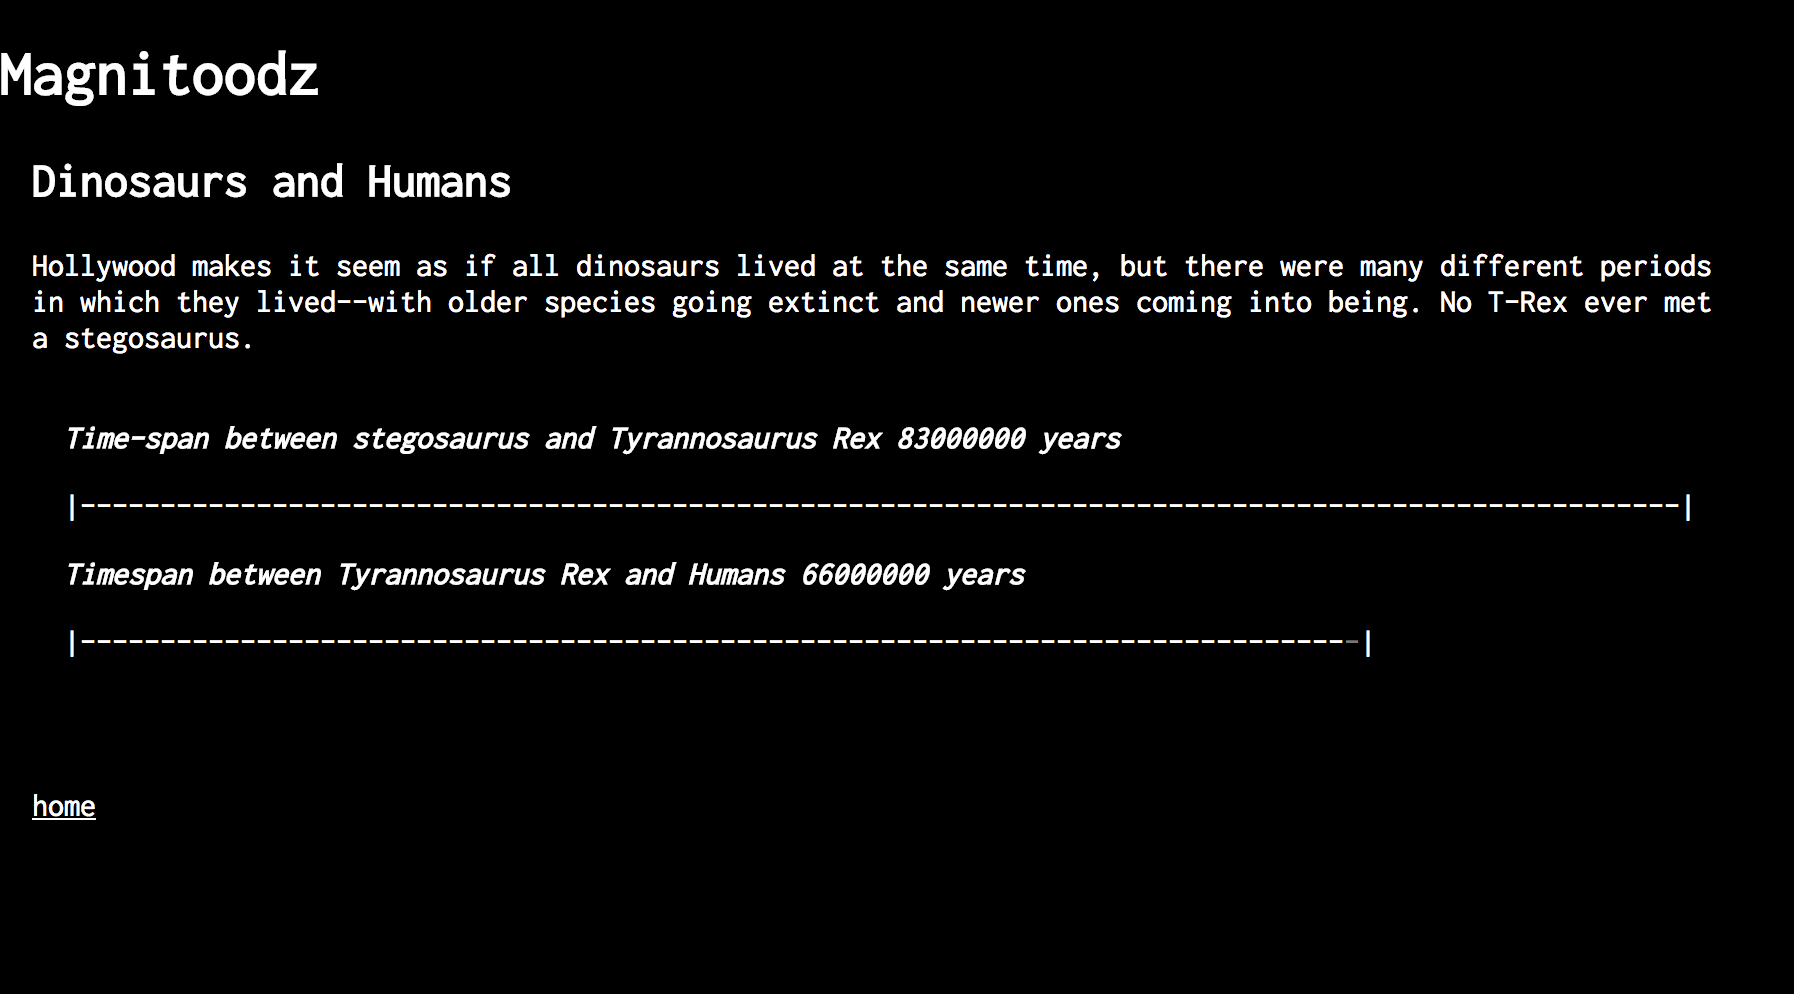 Magnitoodz
Dinosaurs and Humans
Hollywood makes it seem as if all dinosaurs lived at the same time, but there were many different periods
in which they lived--with older species going extinct and newer ones coming into being. No T-Rex ever met
a stegosaurus.
Time-span between stegosaurus and Tyrannosaurus Rex 83000000 years
|----------------------------------------------------------------------------------------------------|
Timespan between Tyrannosaurus Rex and Humans 66000000 years
|--------------------------------------------------------------------------------|
home